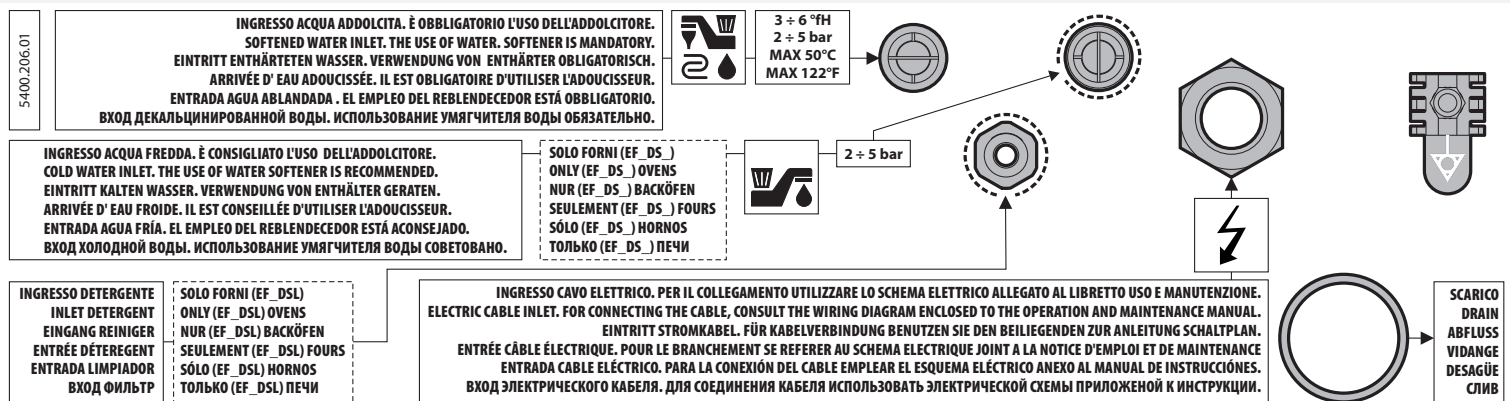 5400.206.01
INGRESSO ACQUA ADDOLCITA. È OBBLIGATORIO L'USO DELL'ADDOLCITORE.
SOFTENED WATER INLET. THE USE OF WATER. SOFTENER IS MANDATORY.
EINTRITT ENTHÄRTETEN WASSER. VERWENDUNG VON ENTHÄRTER OBLIGATORISCH.
ARRIVÉE D' EAU ADOUCISSÉE. IL EST OBLIGATOIRE D'UTILISER L'ADOUCISSEUR.
ENTRADA AGUA ABLANDADA . EL EMPLEO DEL REBLENDECEDOR ESTÁ OBBLIGATORIO.
ВХОД ДЕКАЛЬЦИНИРОВАННОЙ ВОДЫ. ИСПОЛЬЗОВАНИЕ УМЯГЧИТЕЛЯ ВОДЫ ОБЯЗАТЕЛЬНО.
3 ÷ 6 °fH
2 ÷ 5 bar
MAX 50°C
MAX 122°F
INGRESSO ACQUA FREDDA. È CONSIGLIATO L'USO DELL'ADDOLCITORE.
COLD WATER INLET. THE USE OF WATER SOFTENER IS RECOMMENDED.
EINTRITT KALTEN WASSER. VERWENDUNG VON ENTHÄLTER GERATEN.
ARRIVÉE D' EAU FROIDE. IL EST CONSEILLÉE D'UTILISER L'ADOUCISSEUR.
ENTRADA AGUA FRÍA. EL EMPLEO DEL REBLENDECEDOR ESTÁ ACONSEJADO.
ВХОД ХОЛОДНОЙ ВОДЫ. ИСПОЛЬЗОВАНИЕ УМЯГЧИТЕЛЯ ВОДЫ СОВЕТОВАНО.
SOLO FORNI (EF_DS_)
ONLY (EF_DS_) OVENS
NUR (EF_DS_) BACKÖFEN
SEULEMENT (EF_DS_) FOURS
SÓLO (EF_DS_) HORNOS
ТОЛЬКО (EF_DS_) ПЕЧИ
2 ÷ 5 bar
INGRESSO DETERGENTE
INLET DETERGENT
EINGANG REINIGER
ENTRÉE DÉTEREGENT
ENTRADA LIMPIADOR
ВХОД ФИЛЬТР
SOLO FORNI (EF_DSL)
ONLY (EF_DSL) OVENS
NUR (EF_DSL) BACKÖFEN
SEULEMENT (EF_DSL) FOURS
SÓLO (EF_DSL) HORNOS
ТОЛЬКО (EF_DSL) ПЕЧИ
INGRESSO CAVO ELETTRICO. PER IL COLLEGAMENTO UTILIZZARE LO SCHEMA ELETTRICO ALLEGATO AL LIBRETTO USO E MANUTENZIONE.
ELECTRIC CABLE INLET. FOR CONNECTING THE CABLE, CONSULT THE WIRING DIAGRAM ENCLOSED TO THE OPERATION AND MAINTENANCE MANUAL.
EINTRITT STROMKABEL. FÜR KABELVERBINDUNG BENUTZEN SIE DEN BEILIEGENDEN ZUR ANLEITUNG SCHALTPLAN.
ENTRÉE CÂBLE ÉLECTRIQUE. POUR LE BRANCHEMENT SE REFERER AU SCHEMA ELECTRIQUE JOINT A LA NOTICE D'EMPLOI ET DE MAINTENANCE
ENTRADA CABLE ELÉCTRICO. PARA LA CONEXIÓN DEL CABLE EMPLEAR EL ESQUEMA ELÉCTRICO ANEXO AL MANUAL DE INSTRUCCIÓNES.
ВХОД ЭЛЕКТРИЧЕСКОГО КАБЕЛЯ. ДЛЯ СОЕДИНЕНИЯ КАБЕЛЯ ИСПОЛЬЗОВАТЬ ЭЛЕКТРИЧЕСКОЙ СХЕМЫ ПРИЛОЖЕНОЙ К ИНСТРУКЦИИ.
SCARICO
DRAIN
ABFLUSS
VIDANGE
DESAGÜE
СЛИВ